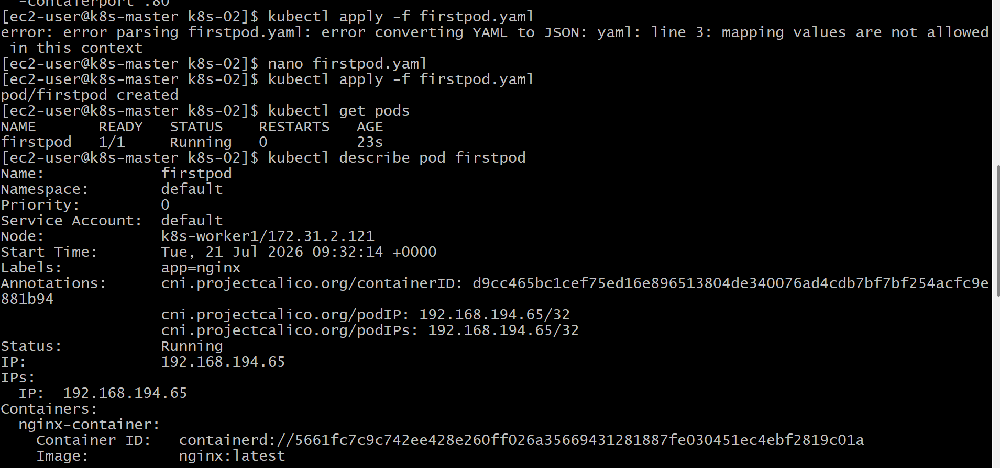 -contaferport :80
[ec2-user@k8s-master k8s-02]$ kubectl apply -f firstpod.yaml
error: error parsing firstpod.yaml: error converting YAML to JSON: yaml: line 3: mapping values are not allowed
 in this context
[ec2-user@k8s-master k8s-02]$ nano firstpod.yaml
[ec2-user@k8s-master k8s-02]$ kubectl apply -f firstpod.yaml
pod/firstpod created
[ec2-user@k8s-master k8s-02]$ kubectl get pods
NAME       READY   STATUS    RESTARTS   AGE
firstpod   1/1     Running   0          23s
[ec2-user@k8s-master k8s-02]$ kubectl describe pod firstpod
Name:             firstpod
Namespace:        default
Priority:         0
Service Account:  default
Node:             k8s-worker1/172.31.2.121
Start Time:       Tue, 21 Jul 2026 09:32:14 +0000
Labels:           app=nginx
Annotations:      cni.projectcalico.org/containerID: d9cc465bc1cef75ed16e896513804de340076ad4cdb7bf7bf254acfc9e
881b94
                  cni.projectcalico.org/podIP: 192.168.194.65/32
                  cni.projectcalico.org/podIPs: 192.168.194.65/32
Status:           Running
IP:               192.168.194.65
IPs:
  IP:  192.168.194.65
Containers:
  nginx-container:
    Container ID:   containerd://5661fc7c9c742ee428e260ff026a35669431281887fe030451ec4ebf2819c01a
    Image:          nginx:latest